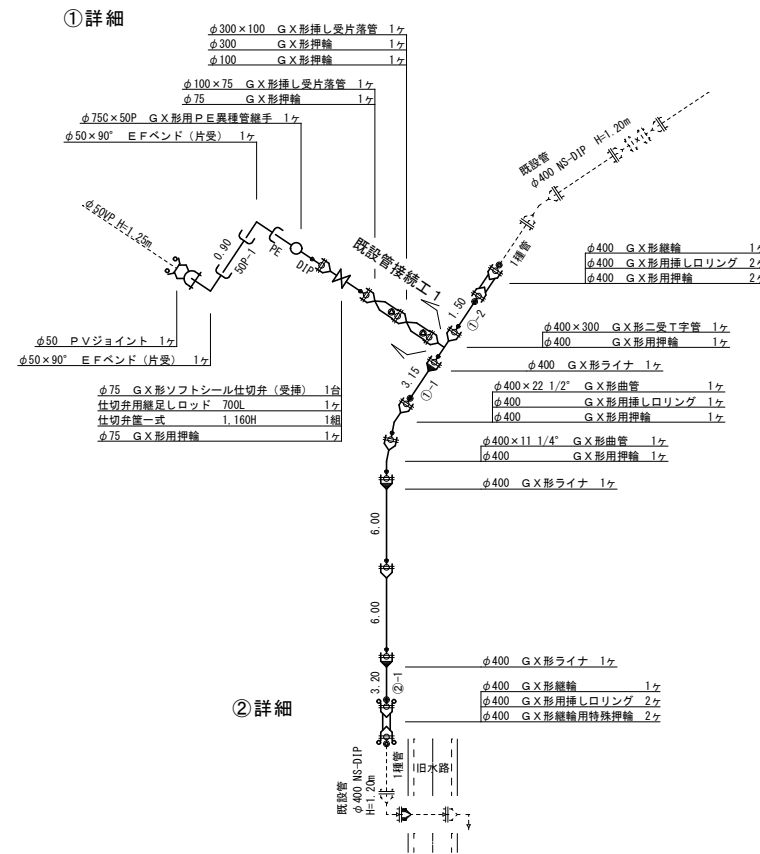 ①詳細
φ300×100 GX形挿し受片落管 1ヶ
φ300 GX形押輪 1ヶ
φ100 GX形押輪 1ヶ
φ100×75 GX形挿し受片落管 1ヶ
φ75 GX形押輪 1ヶ
φ75C×50P GX形用PE異種管継手 1ヶ
φ50×90° EFベンド(片受) 1ヶ
φ50VP H=1.25m
0.90
50P-1
PE
DIP
既設管接続工1
既設管
φ400 NS-DIP H=1.20m
1種管
φ400 GX形継輪 1ヶ
φ400 GX形用挿し口リング 2ヶ
φ400 GX形用押輪 2ヶ
1.50
①-2
φ50 PVジョイント 1ヶ
φ50×90° EFベンド(片受) 1ヶ
φ400×300 GX形二受T字管 1ヶ
φ400 GX形用押輪 1ヶ
φ400 GX形ライナ 1ヶ
3.15
①-1
φ75 GX形ソフトシール仕切弁(受挿) 1台
仕切弁用継足しロッド 700L 1ヶ
仕切弁筐一式 1,160H 1組
φ75 GX形用押輪 1ヶ
φ400×22 1/2° GX形曲管 1ヶ
φ400 GX形用挿し口リング 1ヶ
φ400 GX形用押輪 1ヶ
φ400×11 1/4° GX形曲管 1ヶ
φ400 GX形用押輪 1ヶ
φ400 GX形ライナ 1ヶ
6.00
6.00
φ400 GX形ライナ 1ヶ
3.20
②-1
φ400 GX形継輪 1ヶ
φ400 GX形用挿し口リング 2ヶ
φ400 GX形継輪用特殊押輪 2ヶ
②詳細
既設管
φ400 NS-DIP
H=1.20m
1種管
旧水路